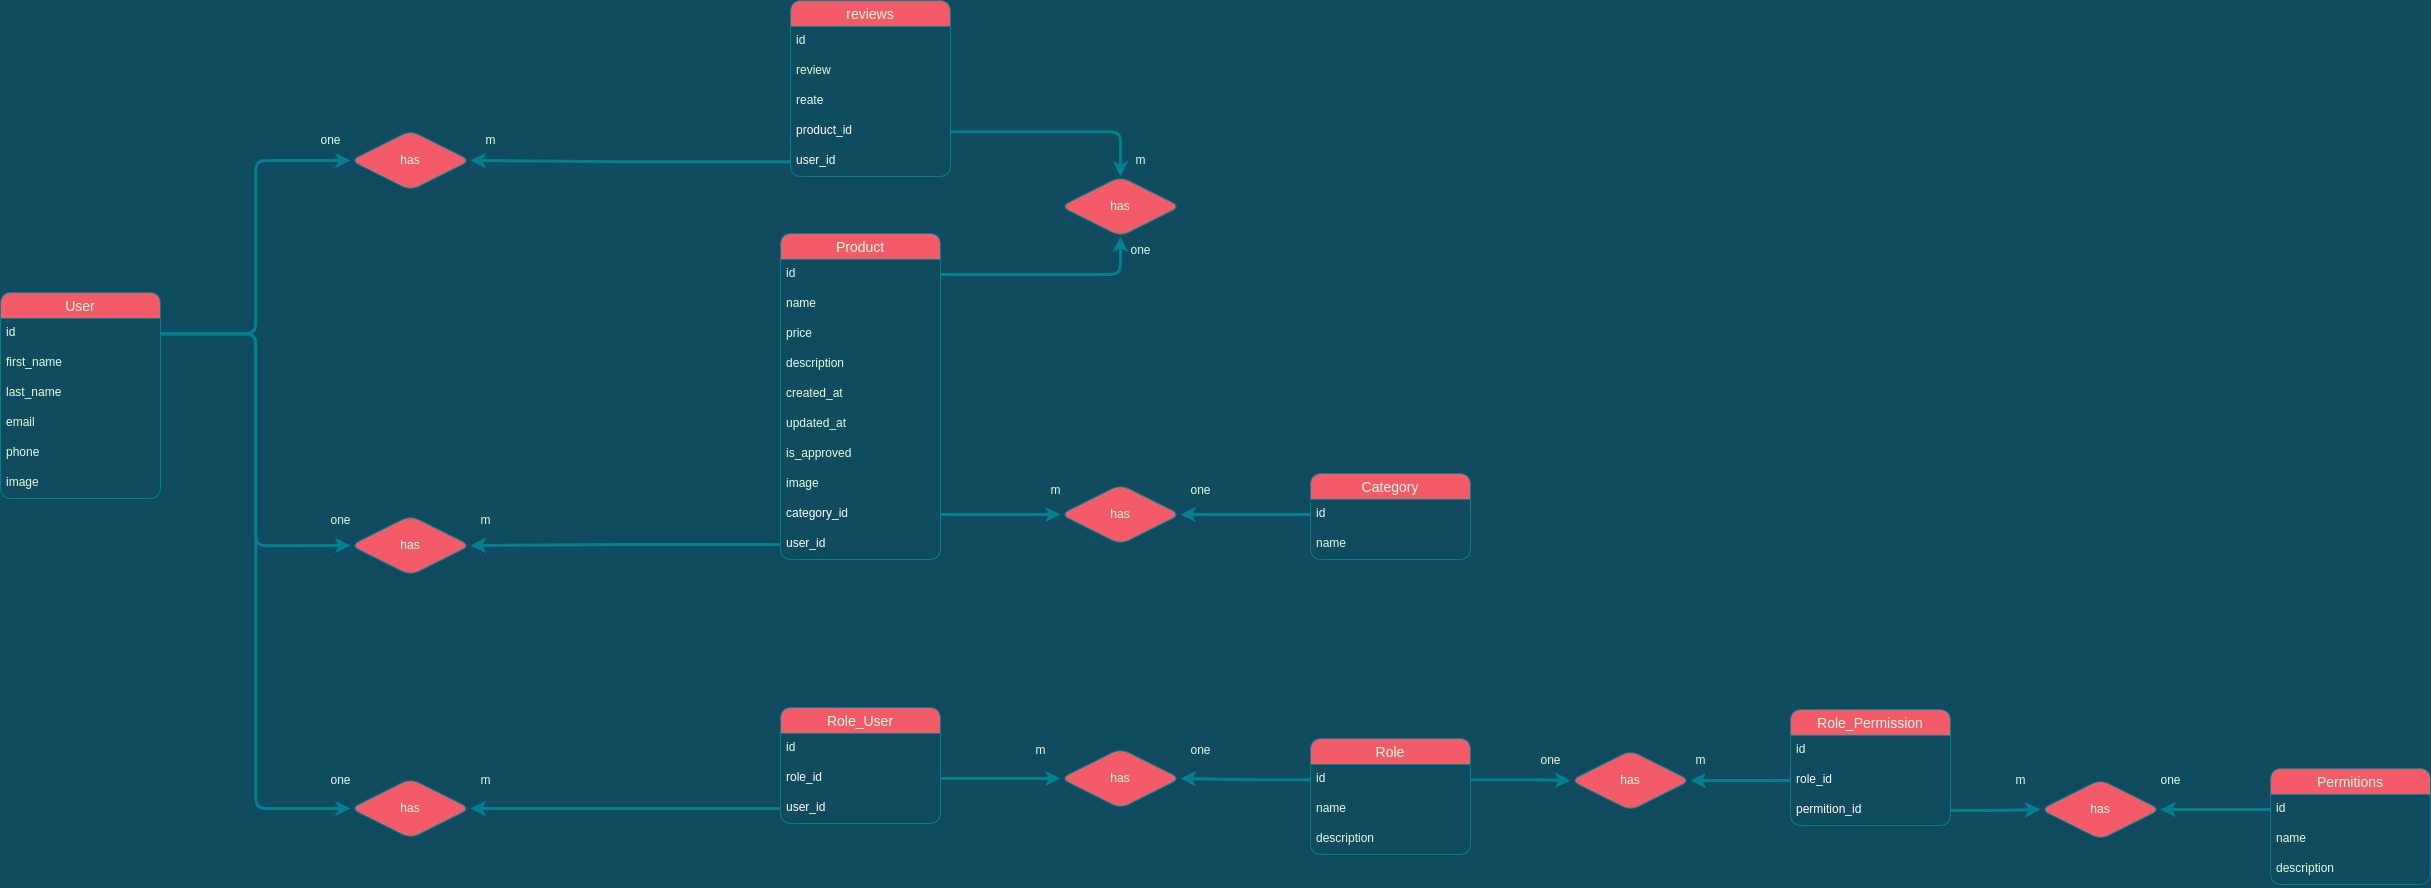 reviews
id
review
reate
product_id
user_id
one
has
m
m
has
one
Product
id
name
price
description
created_at
updated_at
is_approved
image
category_id
user_id
User
id
first_name
last_name
email
phone
image
one
has
m
m
has
one
Category
id
name
one
has
m
Role_User
id
role_id
user_id
m
has
one
Role
id
name
description
one
has
m
Role_Permission
id
role_id
permition_id
m
has
one
Permitions
id
name
description